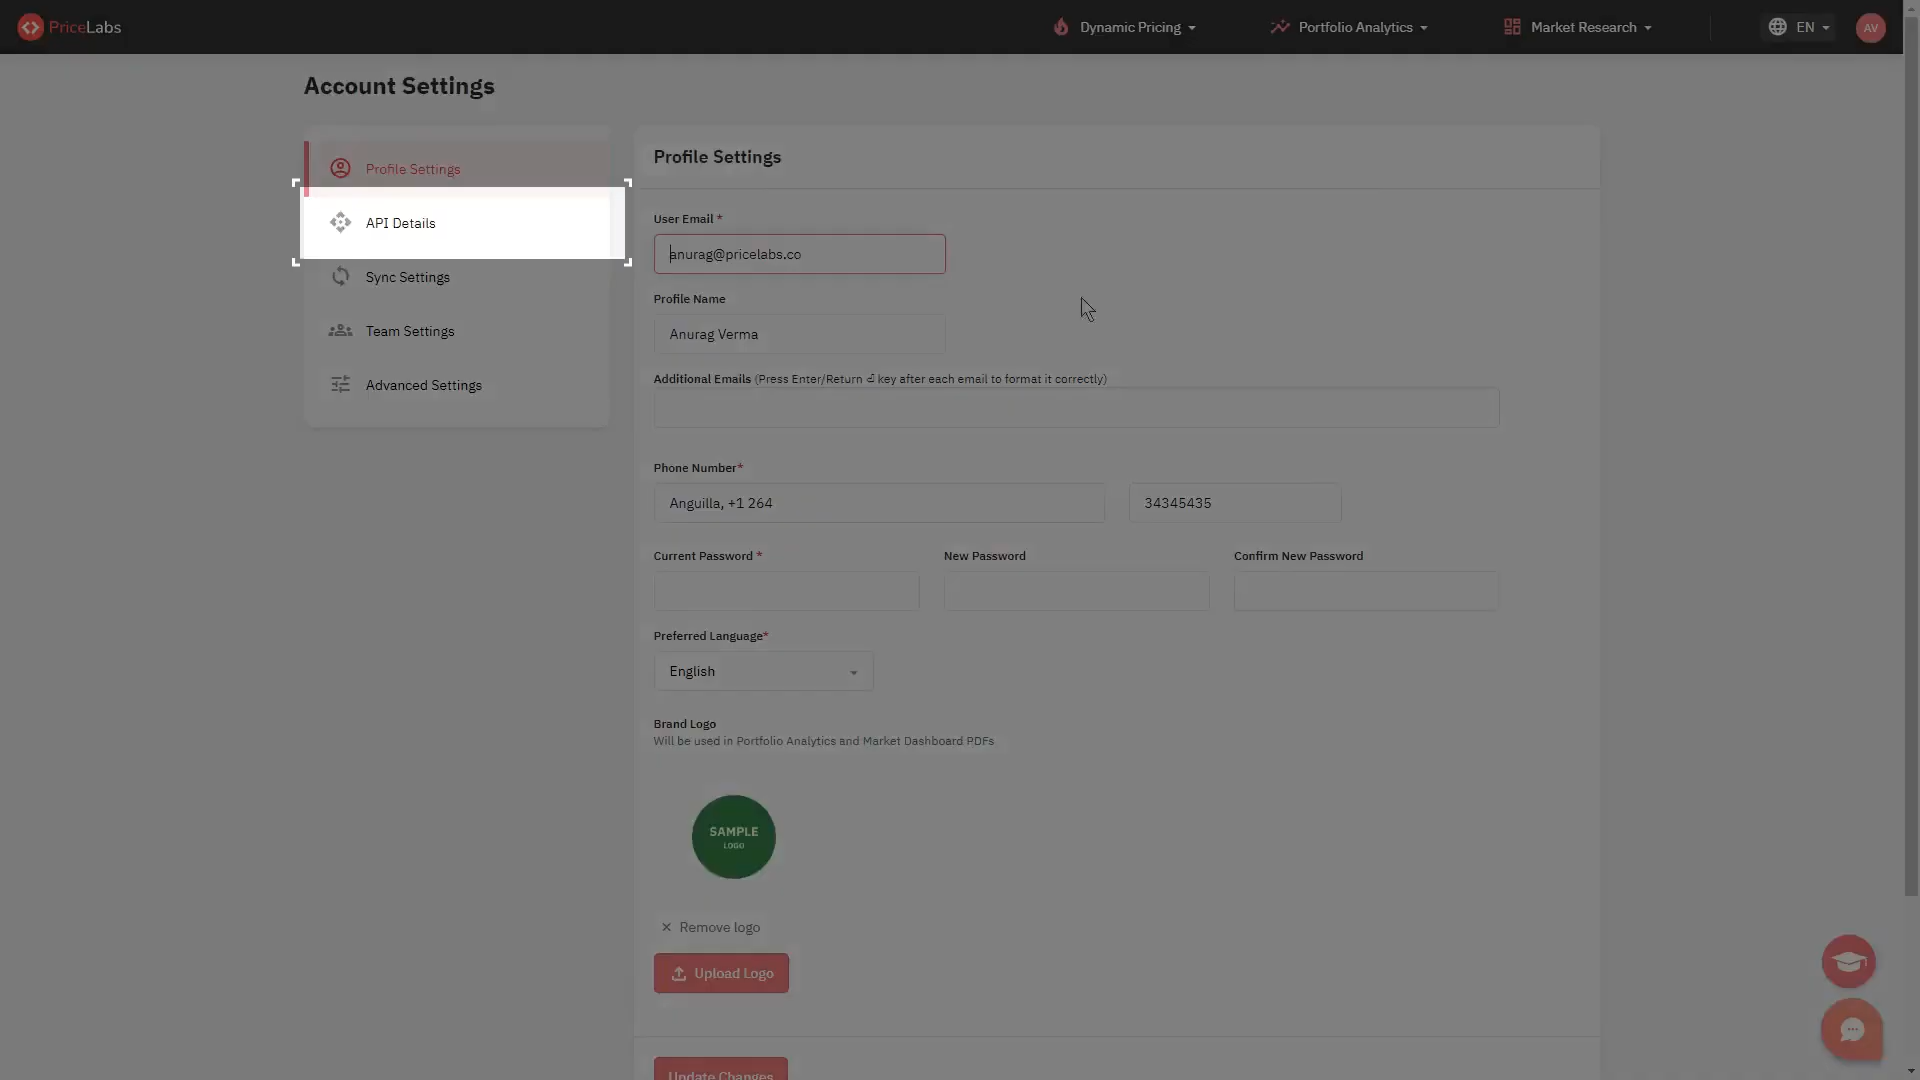 PriceLabs
Dynamic Pricing
Portfolio Analytics
Market Research
EN
AV
Account Settings
Profile Settings
API Details
Sync Settings
Team Settings
Advanced Settings
Profile Settings
User Email *
anurag@pricelabs.co
Profile Name
Anurag Verma
Additional Emails (Press Enter/Return ⏎ key after each email to format it correctly)
Phone Number*
Anguilla, +1 264
34345435
Current Password *
New Password
Confirm New Password
Preferred Language*
English
Brand Logo
Will be used in Portfolio Analytics and Market Dashboard PDFs
SAMPLE
LOGO
× Remove logo
Upload Logo
Update Changes